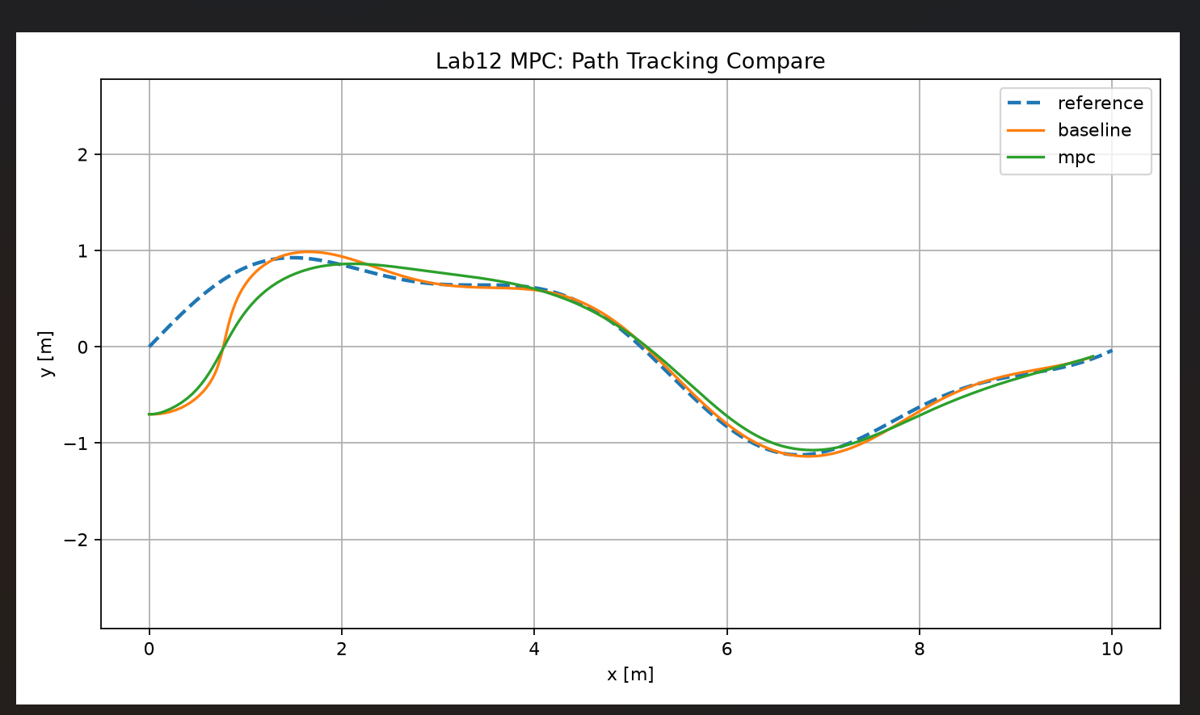 Lab12 MPC: Path Tracking Compare
reference
baseline
mpc
y [m]
2
1
0
−1
−2
0 2 4 6 8 10
x [m]